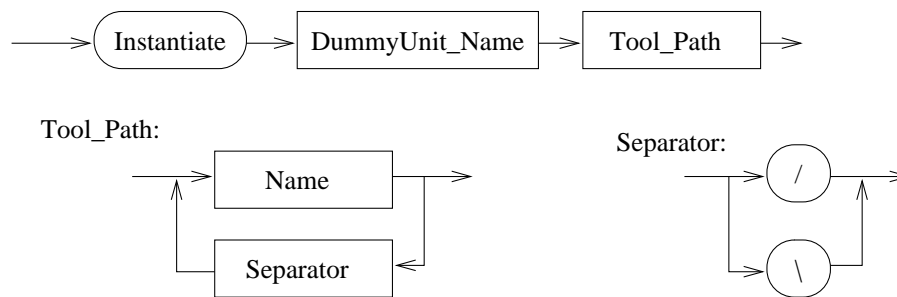 Instantiate DummyUnit_Name Tool_Path
Tool_Path:
Separator:
Name
/
Separator
\